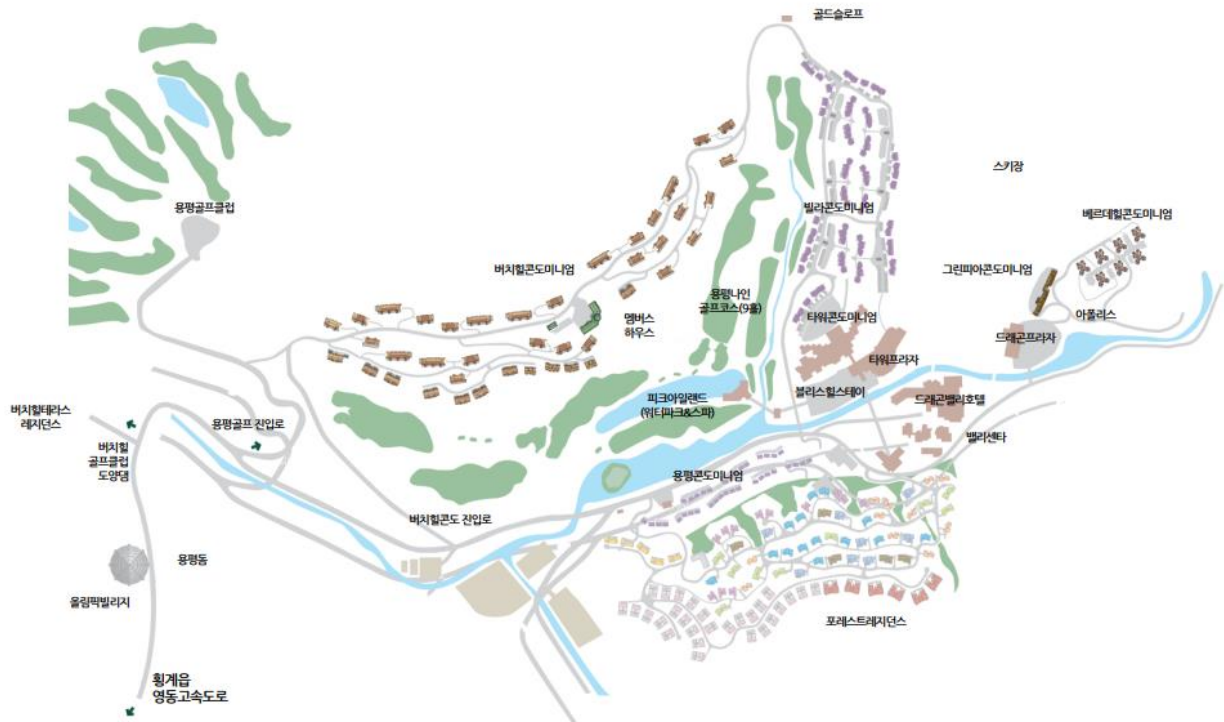 골드슬로프
스키장
용평골프클럽
빌라콘도미니엄
베르데힐콘도미니엄
버치힐콘도미니엄
그린피아콘도미니엄
용평나인
골프코스(9홀)
멤버스
하우스
타워콘도미니엄
아폴리스
드래곤프라자
타워프라자
블리스힐스테이
피크아일랜드
(워터파크&스파)
드래곤밸리호텔
버치힐테라스
레지던스
용평골프 진입로
밸리센타
버치힐
골프클럽
도양댐
용평콘도미니엄
버치힐콘도 진입로
용평돔
올림픽빌리지
포레스트레지던스
횡계읍
영동고속도로